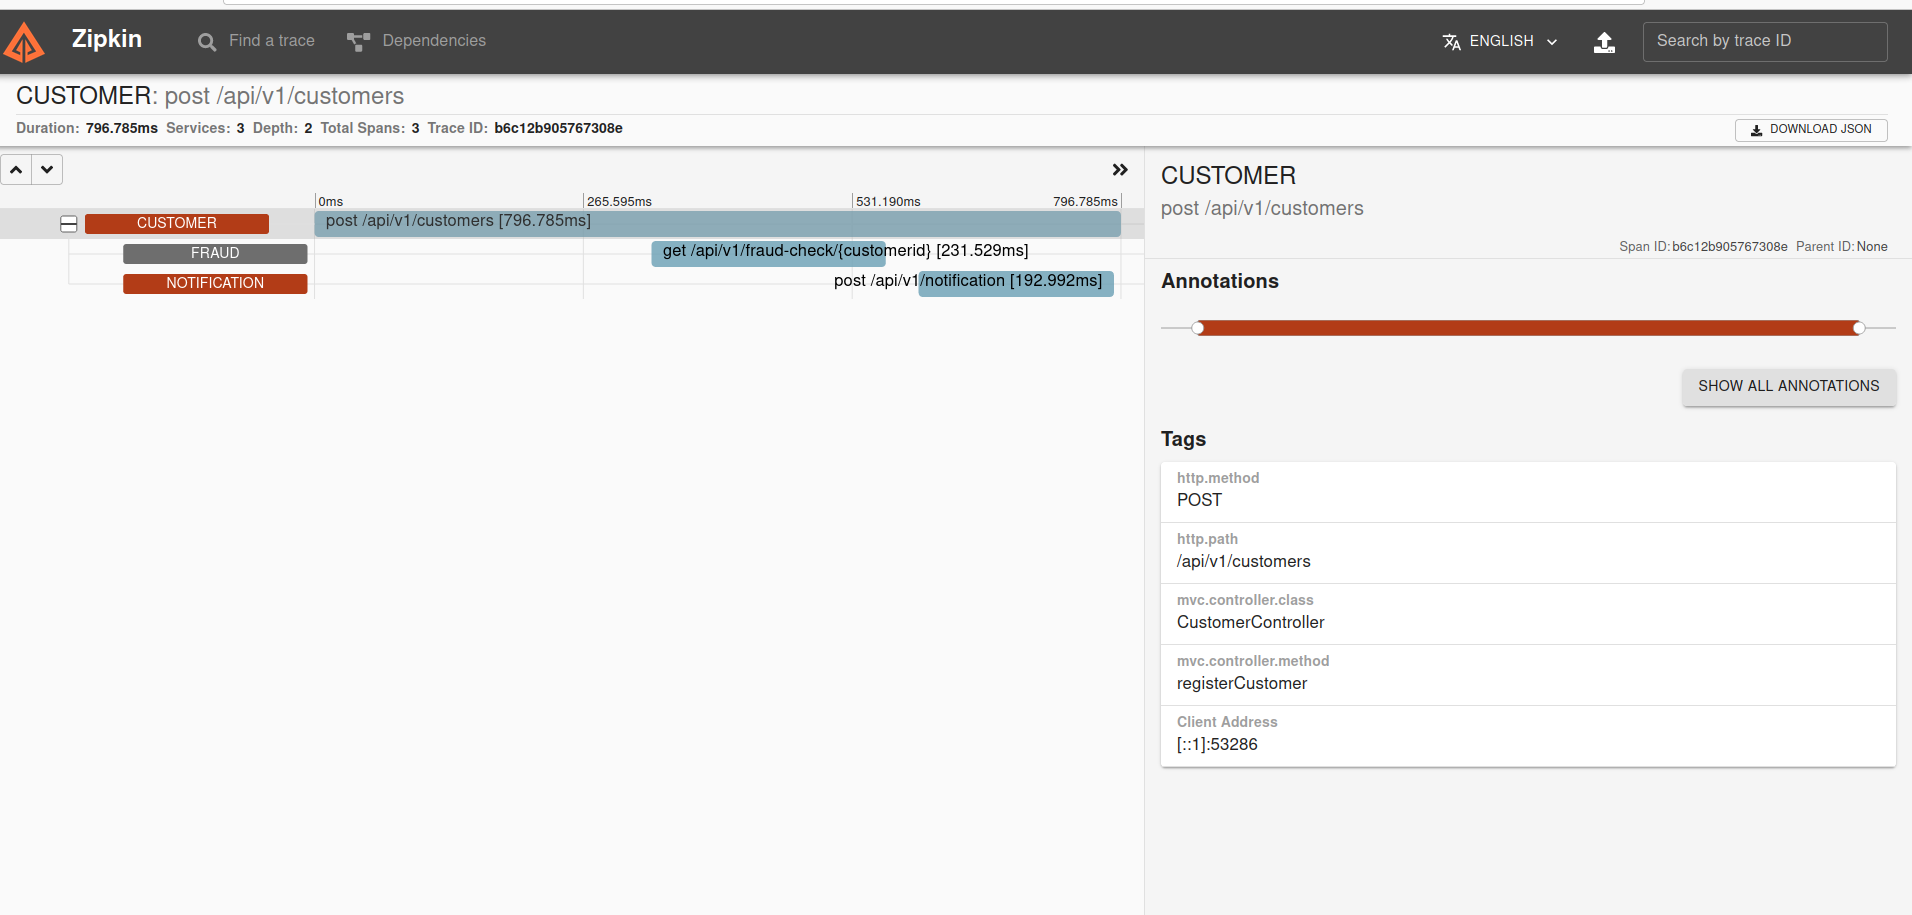 Zipkin
Find a trace
Dependencies
ENGLISH
Search by trace ID
CUSTOMER: post /api/v1/customers
Duration: 796.785ms Services: 3 Depth: 2 Total Spans: 3 Trace ID: b6c12b905767308e
DOWNLOAD JSON
0ms
265.595ms
531.190ms
796.785ms
CUSTOMER
post /api/v1/customers [796.785ms]
FRAUD
get /api/v1/fraud-check/{customerid} [231.529ms]
NOTIFICATION
post /api/v1/notification [192.992ms]
CUSTOMER
post /api/v1/customers
Span ID: b6c12b905767308e Parent ID: None
Annotations
SHOW ALL ANNOTATIONS
Tags
http.method
POST
http.path
/api/v1/customers
mvc.controller.class
CustomerController
mvc.controller.method
registerCustomer
Client Address
[::1]:53286